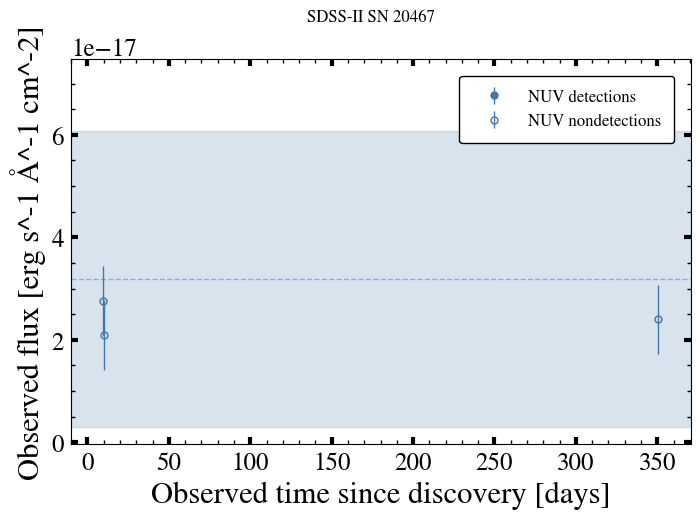 SDSS-II SN 20467
1e−17
NUV detections
NUV nondetections
6
4
2
0
Observed flux [erg s^-1 Å^-1 cm^-2]
0 50 100 150 200 250 300 350
Observed time since discovery [days]